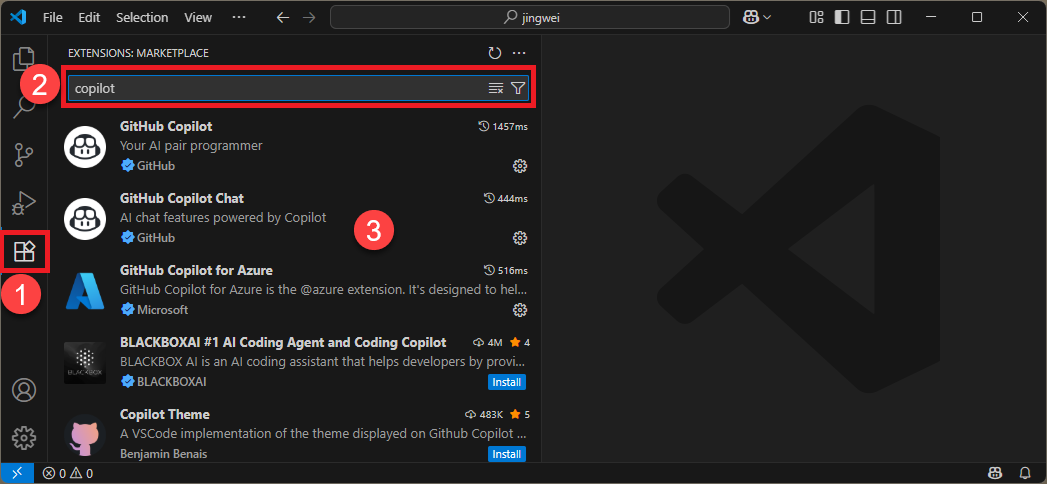 File Edit Selection GitHub View ··· jingwei
EXTENSIONS: MARKETPLACE ···
2
copilot
GitHub Copilot 1457ms
Your AI pair programmer
GitHub
GitHub Copilot Chat 444ms
AI chat features powered by Copilot
3
GitHub
1
GitHub Copilot for Azure 516ms
GitHub Copilot for Azure is the @azure extension. It's designed to hel...
Microsoft
BLACKBOXAI #1 AI Coding Agent and Coding Copilot 4M 4
BLACKBOX AI is an AI coding assistant that helps developers by provi...
BLACKBOX
BLACKBOXAI Install
Copilot Theme 483K 5
A VSCode implementation of the theme displayed on Github Copilot ...
Benjamin Benais Install
0 0